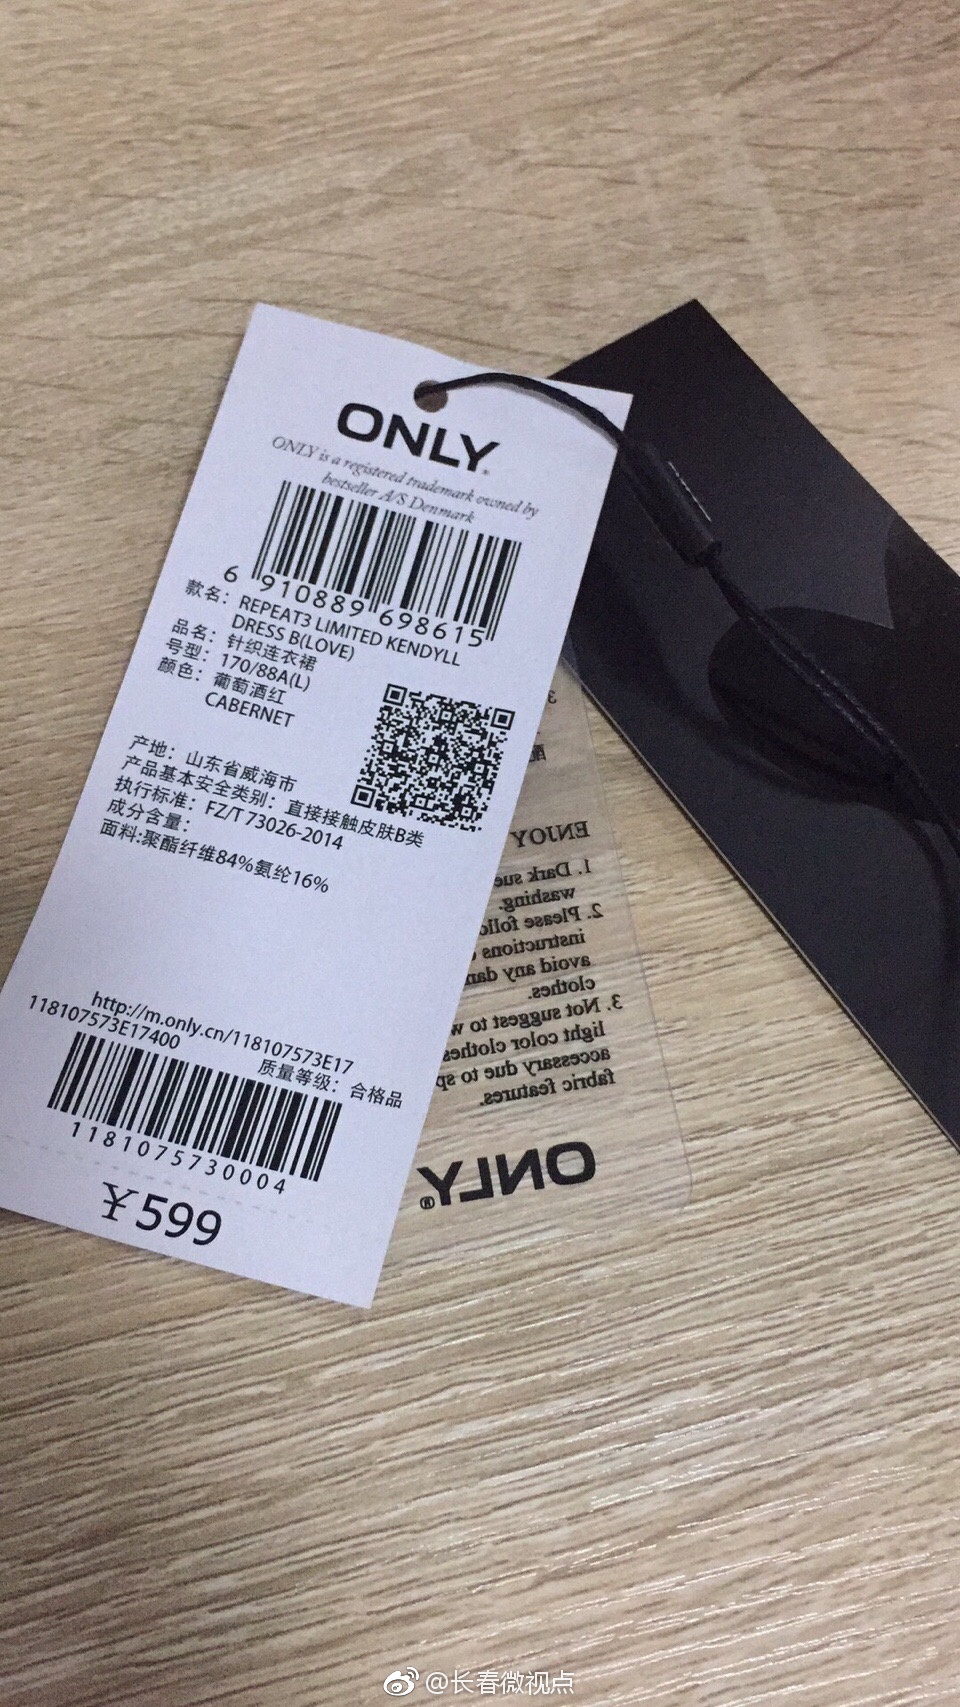 ONLY
ONLY is a registered trademark owned by
bestseller A/S Denmark
6 910889 698615
款名: REPEAT3 LIMITED KENDYLL
DRESS B(LOVE)
品名: 针织连衣裙
号型: 170/88A(L)
颜色: 葡萄酒红
CABERNET
产地: 山东省威海市
产品基本安全类别: 直接接触皮肤B类
执行标准: FZ/T 73026-2014
成分含量:
面料:聚酯纤维84%氨纶16%
http://m.only.cn/118107573E17
118107573E17400
质量等级: 合格品
1181075730004
¥599
3
配
ENJOY
1. Dark
washing.
2. Please
instructions
avoid any
clothes.
3. Not suggest to
light color clothes
accessary due to
fabric features.
ONLY®
@长春微视点